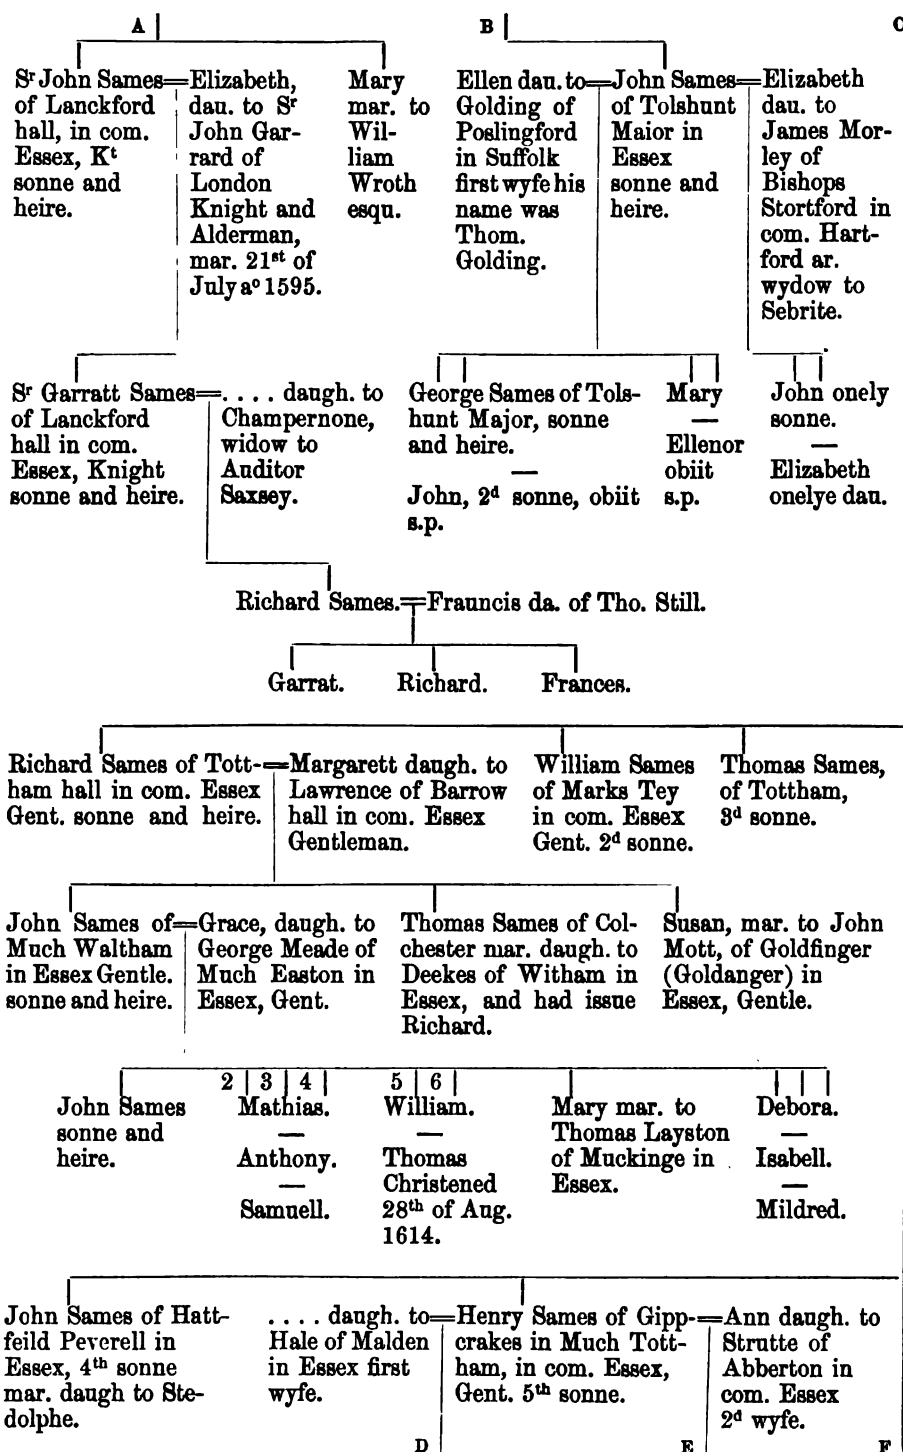 A B C
Sʳ John Sames
of Lanckford
hall, in com.
Essex, Kᵗ
sonne and
heire.
Elizabeth,
dau. to Sʳ
John Gar-
rard of
London
Knight and
Alderman,
mar. 21ˢᵗ of
July aᵒ 1595.
Mary
mar. to
Wil-
liam
Wroth
esqu.
Ellen dau. to
Golding of
Poslingford
in Suffolk
first wyfe his
name was
Thom.
Golding.
John Sames
of Tolshunt
Maior in
Essex
sonne and
heire.
Elizabeth
dau. to
James Mor-
ley of
Bishops
Stortford in
com. Hart-
ford ar.
wydow to
Sebrite.
Sʳ Garratt Sames
of Lanckford
hall in com.
Essex, Knight
sonne and heire.
. . . . daugh. to
Champernone,
widow to
Auditor
Saxsey.
George Sames of Tols-
hunt Major, sonne
and heire.
—
John, 2ᵈ sonne, obiit
s.p.
Mary
—
Ellenor
obiit
s.p.
John onely
sonne.
—
Elizabeth
onelye dau.
Richard Sames.=Frauncis da. of Tho. Still.
Garrat. Richard. Frances.
Richard Sames of Tott-
ham hall in com. Essex
Gent. sonne and heire.
Margarett daugh. to
Lawrence of Barrow
hall in com. Essex
Gentleman.
William Sames
of Marks Tey
in com. Essex
Gent. 2ᵈ sonne.
Thomas Sames,
of Tottham,
3ᵈ sonne.
John Sames of
Much Waltham
in Essex Gentle.
sonne and heire.
Grace, daugh. to
George Meade of
Much Easton in
Essex, Gent.
Thomas Sames of Col-
chester mar. daugh. to
Deekes of Witham in
Essex, and had issue
Richard.
Susan, mar. to John
Mott, of Goldfinger
(Goldanger) in
Essex, Gentle.
2 3 4 5 6
John Sames
sonne and
heire.
Mathias.
—
Anthony.
—
Samuell.
William.
—
Thomas
Christened
28ᵗʰ of Aug.
1614.
Mary mar. to
Thomas Layston
of Muckinge in
Essex.
Debora.
—
Isabell.
—
Mildred.
John Sames of Hatt-
feild Peverell in
Essex, 4ᵗʰ sonne
mar. daugh to Ste-
dolphe.
. . . . daugh. to
Hale of Malden
in Essex first
wyfe.
Henry Sames of Gipp-
crakes in Much Tott-
ham, in com. Essex,
Gent. 5ᵗʰ sonne.
Ann daugh. to
Strutte of
Abberton in
com. Essex
2ᵈ wyfe.
D E F